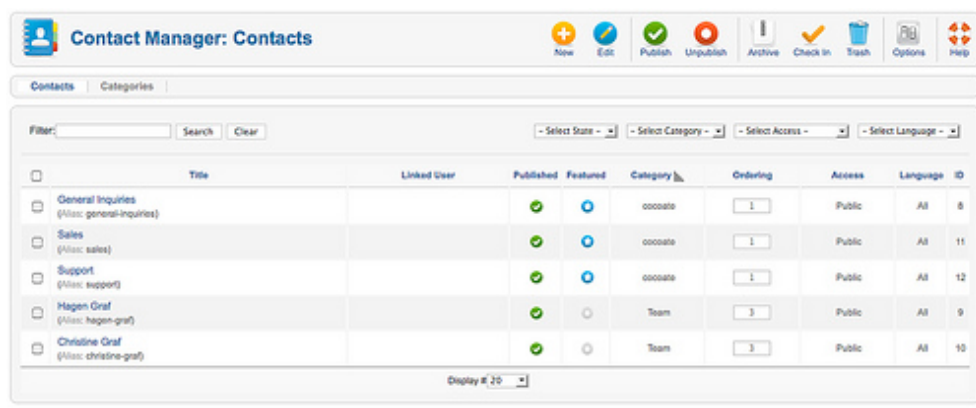 Contact Manager: Contacts
New Edit Publish Unpublish Archive Check In Trash Options Help
Contacts Categories
Filter: Search Clear - Select State - - Select Category - - Select Access - - Select Language -
Title Linked User Published Featured Category Ordering Access Language ID
General Inquiries cocoate 1 Public All 8
(Alias: general-inquiries)
Sales cocoate 1 Public All 11
(Alias: sales)
Support cocoate 1 Public All 12
(Alias: support)
Hagen Graf Team 3 Public All 9
(Alias: hagen-graf)
Christine Graf Team 3 Public All 10
(Alias: christine-graf)
Display # 20